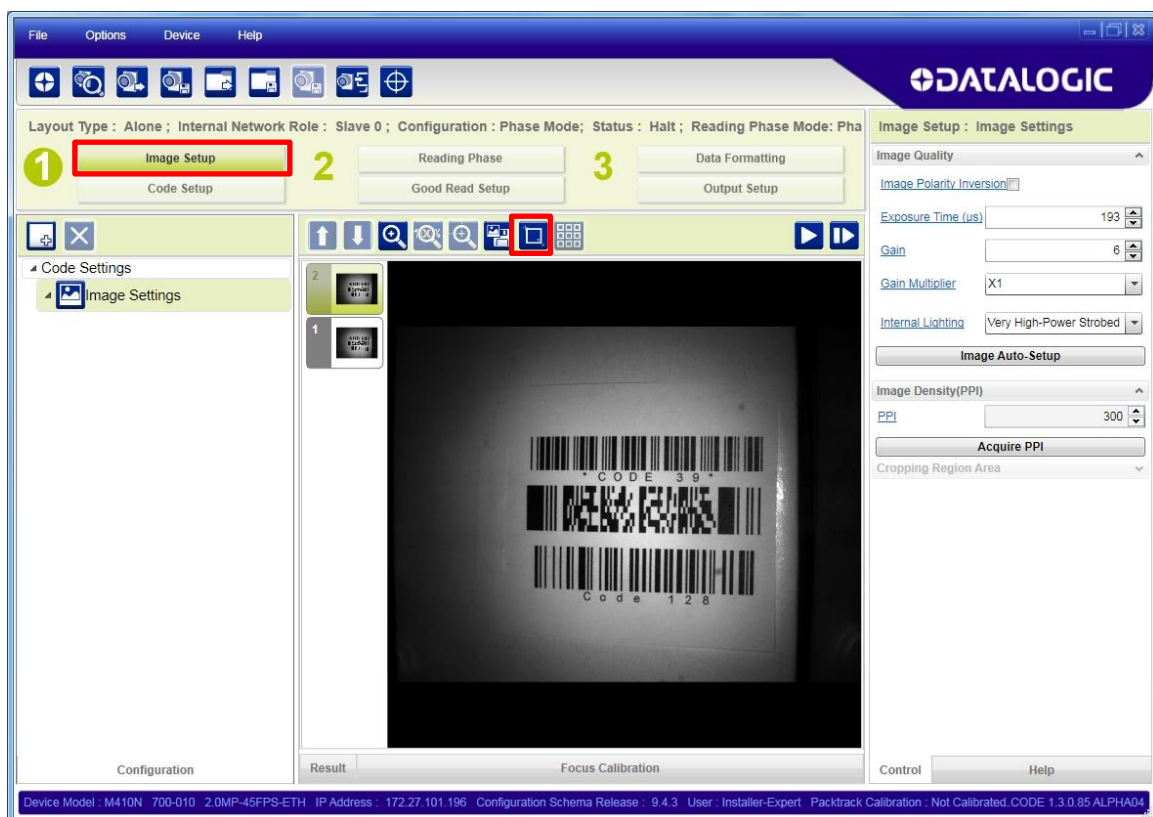 File Options Device Help
DATALOGIC
Layout Type : Alone ; Internal Network Role : Slave 0 ; Configuration : Phase Mode; Status : Halt ; Reading Phase Mode: Pha
1
Image Setup
Code Setup
2
Reading Phase
Good Read Setup
3
Data Formatting
Output Setup
Code Settings
Image Settings
2
1
* CODE 39 *
Code 128
Configuration
Result
Focus Calibration
Image Setup : Image Settings
Image Quality
Image Polarity Inversion
Exposure Time (us) 193
Gain 6
Gain Multiplier X1
Internal Lighting Very High-Power Strobed
Image Auto-Setup
Image Density(PPI)
PPI 300
Acquire PPI
Cropping Region Area
Control Help
Device Model : M410N 700-010 2.0MP-45FPS-ETH IP Address : 172.27.101.196 Configuration Schema Release : 9.4.3 User : Installer-Expert Packtrack Calibration : Not Calibrated. CODE 1.3.0.85 ALPHA04